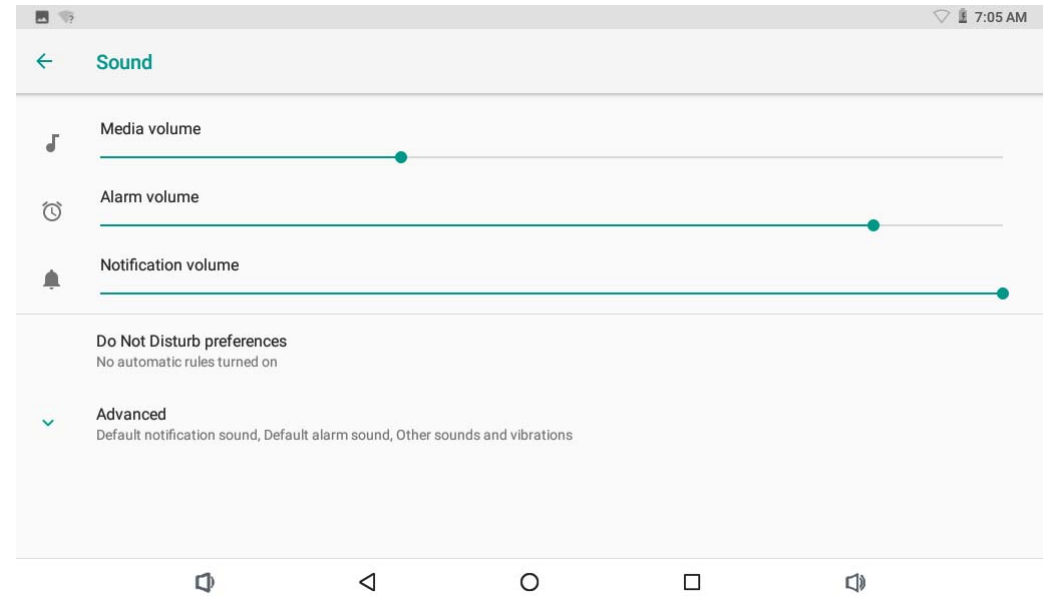 7:05 AM
Sound
Media volume
Alarm volume
Notification volume
Do Not Disturb preferences
No automatic rules turned on
Advanced
Default notification sound, Default alarm sound, Other sounds and vibrations